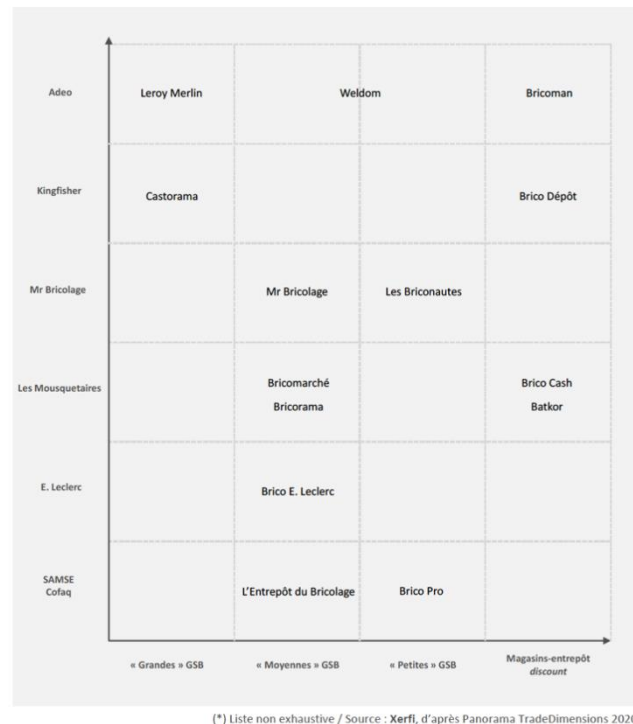 Adeo
Leroy Merlin
Weldom
Bricoman
Kingfisher
Castorama
Brico Dépôt
Mr Bricolage
Mr Bricolage
Les Briconautes
Les Mousquetaires
Bricomarché
Bricorama
Brico Cash
Batkor
E. Leclerc
Brico E. Leclerc
SAMSE
Cofaq
L'Entrepôt du Bricolage
Brico Pro
« Grandes » GSB
« Moyennes » GSB
« Petites » GSB
Magasins-entrepôt
discount
(*) Liste non exhaustive / Source : Xerfi, d'après Panorama TradeDimensions 2020